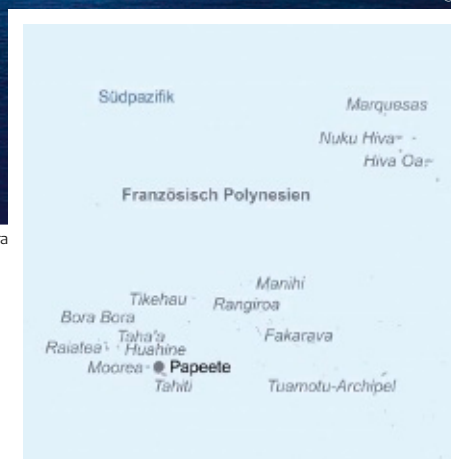 Südpazifik
Marquesas
Nuku Hiva
Hiva Oa
Französisch Polynesien
Manihi
Tikehau
Rangiroa
Bora Bora
Taha'a
Fakarava
Raiatea
Huahine
Moorea
Papeete
Tahiti
Tuamotu-Archipel